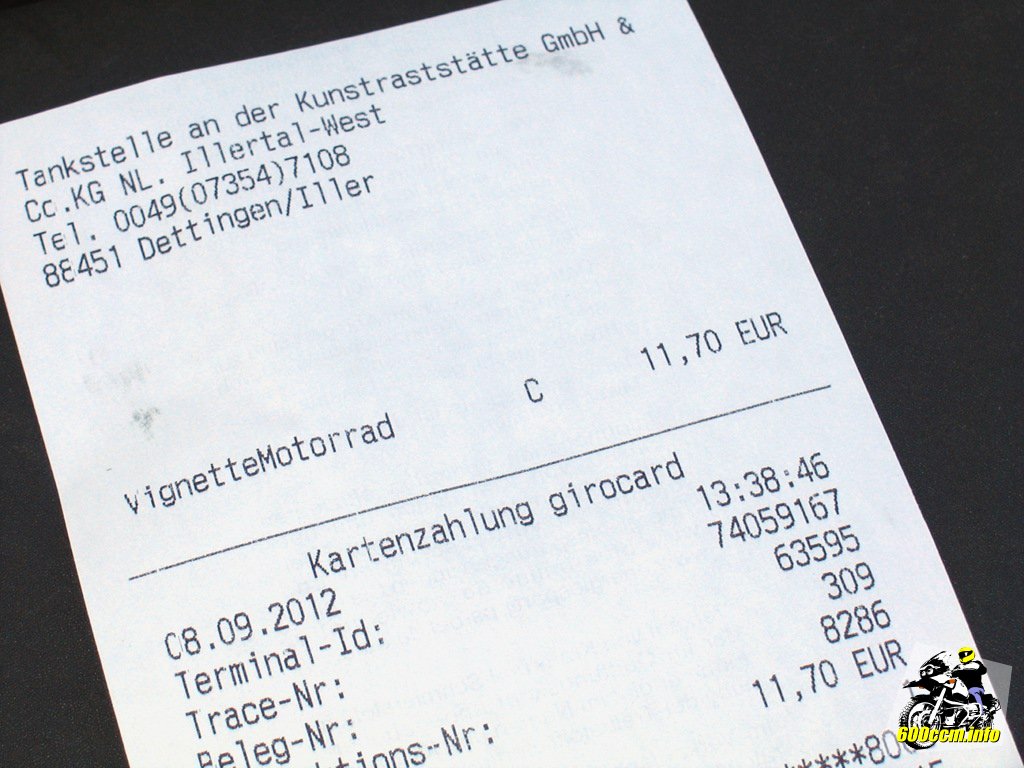 Tankstelle an der Kunstraststätte GmbH &
Co.KG NL. Illertal-West
Tel. 0049(07354)7108
88451 Dettingen/Iller
VignetteMotorrad C 11,70 EUR
Kartenzahlung girocard
08.09.2012 13:38:46
Terminal-Id: 74059167
Trace-Nr: 63595
Beleg-Nr: 309
tions-Nr: 8286
11,70 EUR
600ccm.info